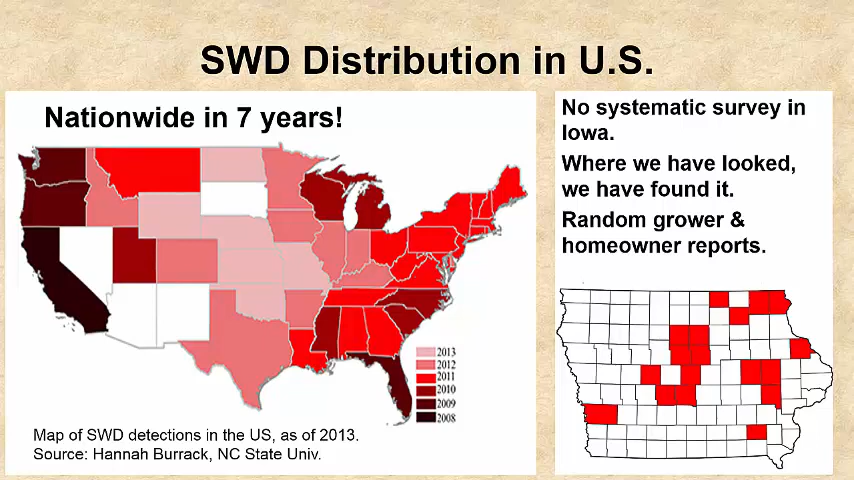 SWD Distribution in U.S.
Nationwide in 7 years!
2013
2012
2011
2010
2009
2008
Map of SWD detections in the US, as of 2013.
Source: Hannah Burrack, NC State Univ.
No systematic survey in
Iowa.
Where we have looked,
we have found it.
Random grower &
homeowner reports.